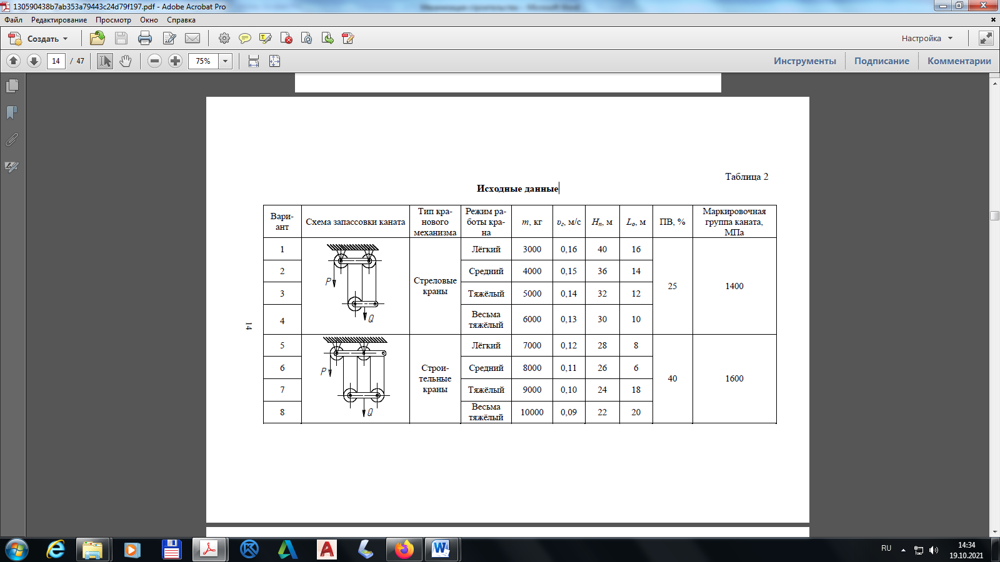 130590438b7ab353a79443c24d79f197.pdf - Adobe Acrobat Pro
Файл Редактирование Просмотр Окно Справка
Создать
Настройка
14 / 47
75%
Инструменты Подписание Комментарии
Таблица 2
Исходные данные
Вари-
ант
Схема запассовки каната
Тип кра-
нового
механизма
Режим ра-
боты кра-
на
m, кг
υг, м/с
Hп, м
Lо, м
ПВ, %
Маркировочная
группа каната,
МПа
1 Лёгкий 3000 0,16 40 16
2 Средний 4000 0,15 36 14
3 Тяжёлый 5000 0,14 32 12
4 Весьма
тяжёлый 6000 0,13 30 10
P
Q
Стреловые
краны
25 1400
5 Лёгкий 7000 0,12 28 8
6 Средний 8000 0,11 26 6
7 Тяжёлый 9000 0,10 24 18
8 Весьма
тяжёлый 10000 0,09 22 20
P
Q
Строи-
тельные
краны
40 1600
14
RU
14:34
19.10.2021